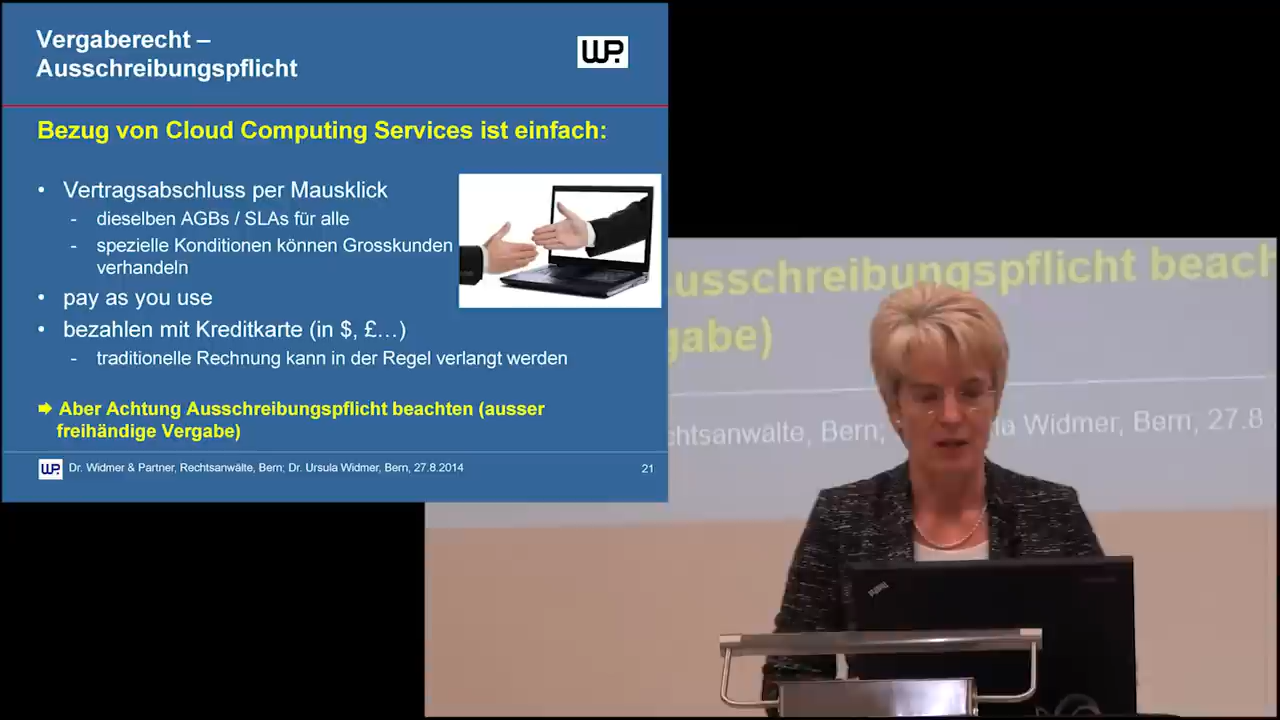 Vergaberecht –
Ausschreibungspflicht
WP.
Bezug von Cloud Computing Services ist einfach:
• Vertragsabschluss per Mausklick
- dieselben AGBs / SLAs für alle
- spezielle Konditionen können Grosskunden
verhandeln
• pay as you use
• bezahlen mit Kreditkarte (in $, £…)
- traditionelle Rechnung kann in der Regel verlangt werden
➡ Aber Achtung Ausschreibungspflicht beachten (ausser
freihändige Vergabe)
WP. Dr. Widmer & Partner, Rechtsanwälte, Bern; Dr. Ursula Widmer, Bern, 27.8.2014
21
usschreibungspflicht beach
gabe)
chtsanwälte, Bern; la Widmer, Bern, 27.8